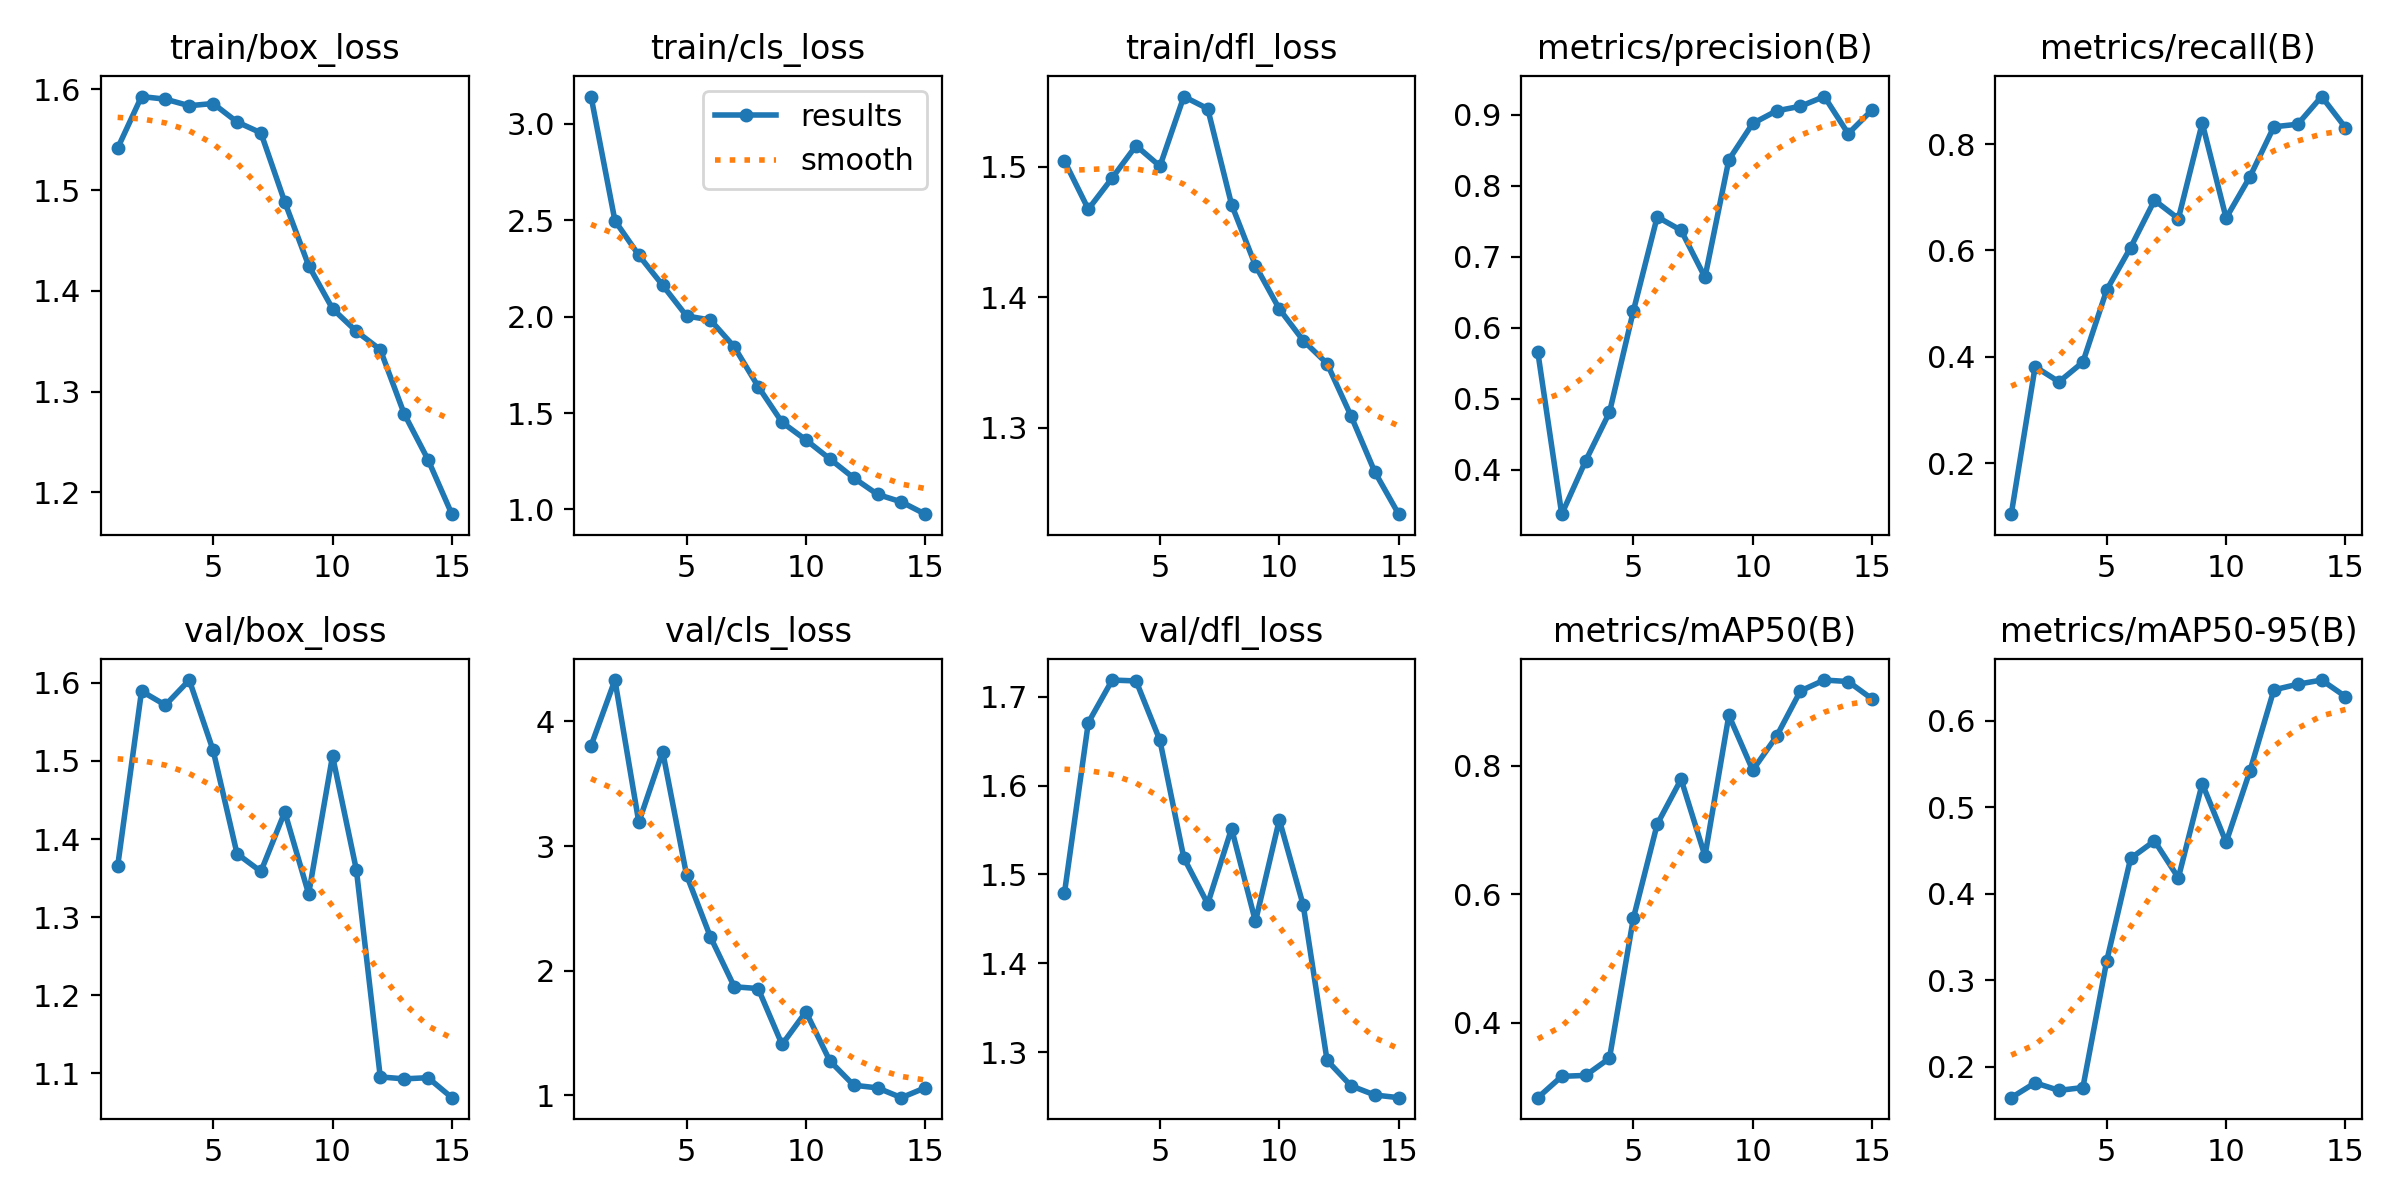 train/box_loss
train/cls_loss
train/dfl_loss
metrics/precision(B)
metrics/recall(B)
1.6
1.5
1.4
1.3
1.2
5 10 15
3.0
2.5
2.0
1.5
1.0
results
smooth
5 10 15
1.5
1.4
1.3
5 10 15
0.9
0.8
0.7
0.6
0.5
0.4
5 10 15
0.8
0.6
0.4
0.2
5 10 15
val/box_loss
val/cls_loss
val/dfl_loss
metrics/mAP50(B)
metrics/mAP50-95(B)
1.6
1.5
1.4
1.3
1.2
1.1
5 10 15
4
3
2
1
5 10 15
1.7
1.6
1.5
1.4
1.3
5 10 15
0.8
0.6
0.4
5 10 15
0.6
0.5
0.4
0.3
0.2
5 10 15